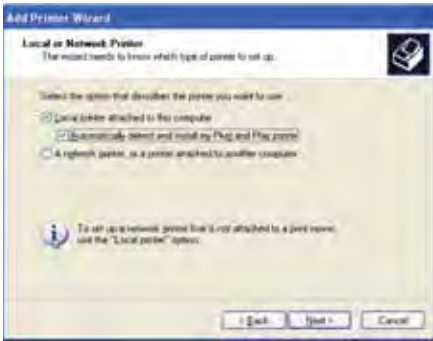 Add Printer Wizard
Local or Network Printer
The wizard needs to know which type of printer to set up.
Select the option that describes the printer you want to use:
Local printer attached to this computer
Automatically detect and install my Plug and Play printer
A network printer, or a printer attached to another computer
To set up a network printer that is not attached to a print server,
use the "Local printer" option.
< Back
Next >
Cancel